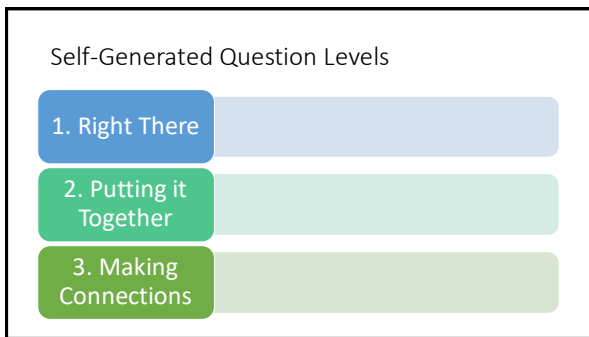 Self-Generated Question Levels
1. Right There
2. Putting it
Together
3. Making
Connections